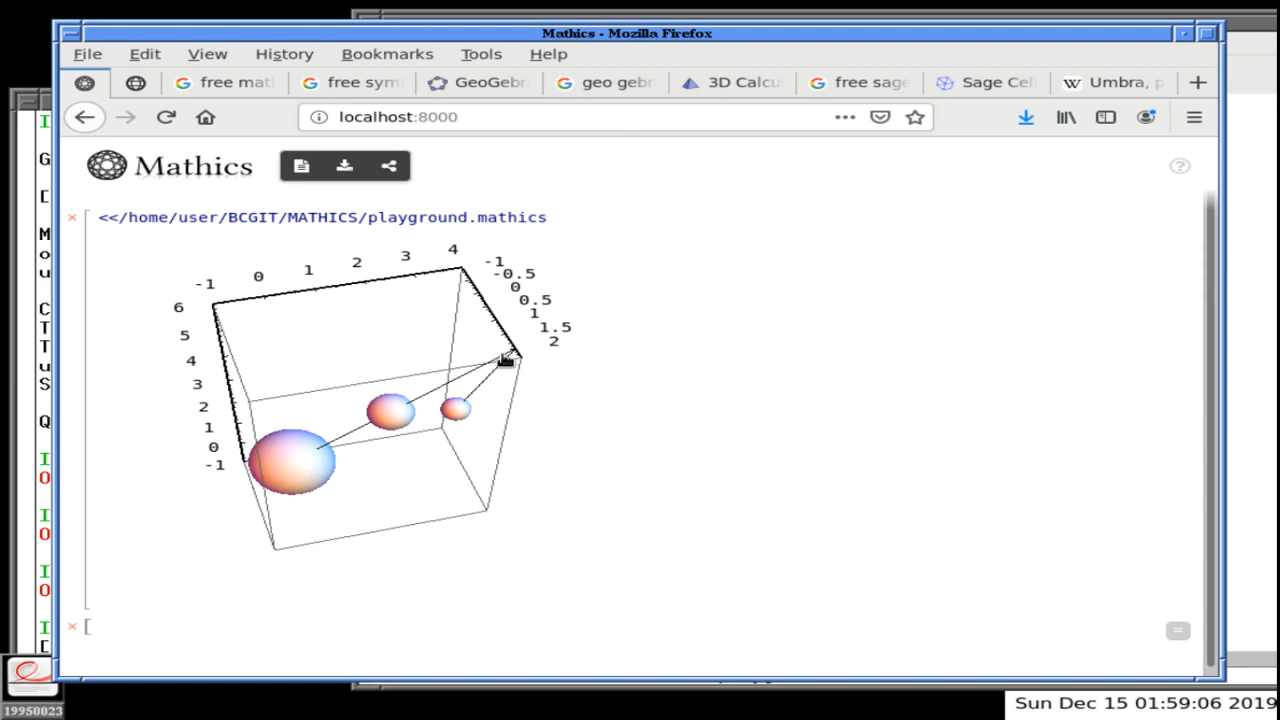 Mathics - Mozilla Firefox
File Edit View History Bookmarks Tools Help
free mat free sym GeoGebr geo gebr 3D Calcu free sage Sage Cel Umbra, p
localhost:8000
Mathics
<</home/user/BCGIT/MATHICS/playground.mathics
-1 0 1 2 3 4
-1
-0.5
0
0.5
1
1.5
2
6
5
4
3
2
1
0
-1
I
G
[
M
o
u
C
T
T
u
S
Q
I
O
I
O
I
O
I
[
19950023
Sun Dec 15 01:59:06 2019